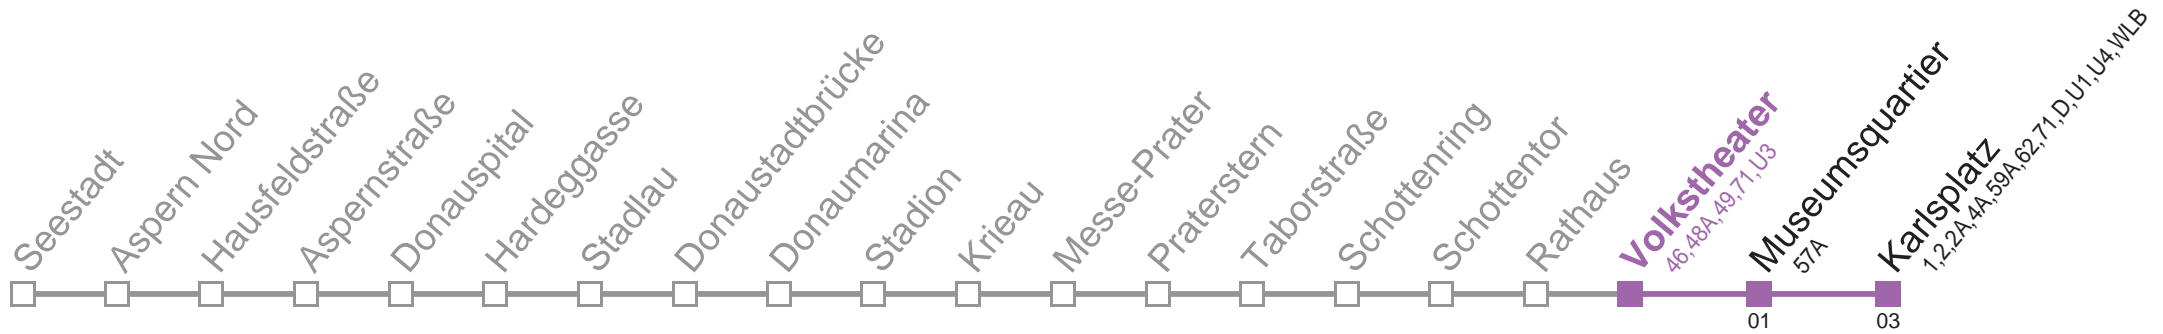 Seestadt
Aspern Nord
Hausfeldstraße
Aspernstraße
Donauspital
Hardeggasse
Stadlau
Donaustadtbrücke
Donaumarina
Stadion
Krieau
Messe-Prater
Praterstern
Taborstraße
Schottenring
Schottentor
Rathaus
Volkstheater
46,48A,49,71,U3
Museumsquartier
57A
Karlsplatz
1,2,2A,4A,59A,62,71,D,U1,U4,WLB
01
03